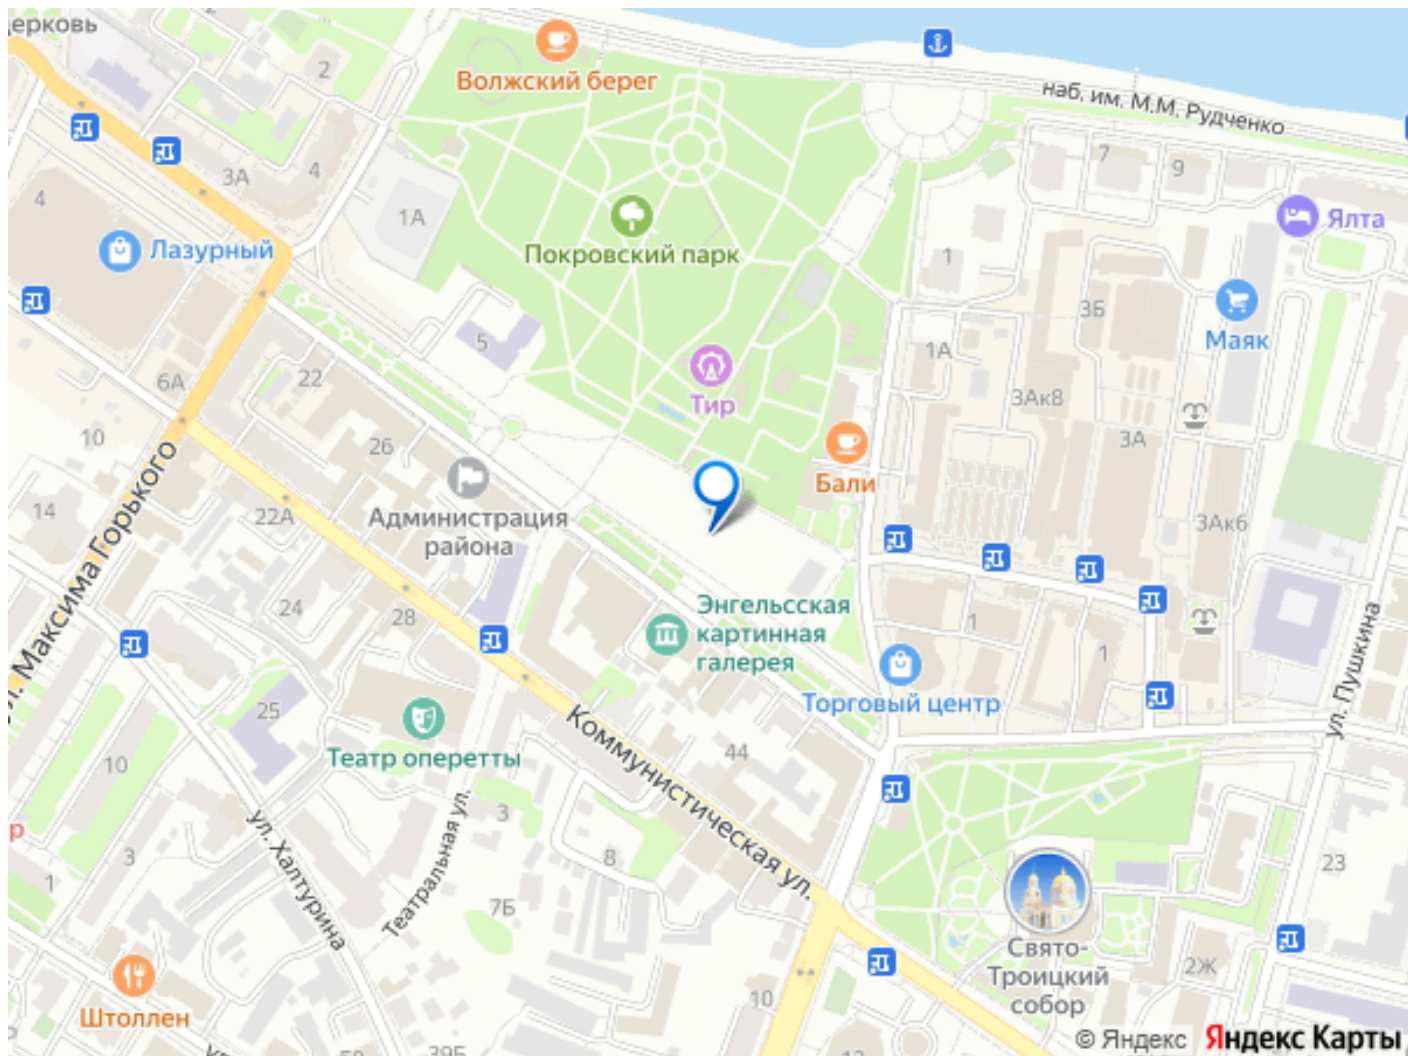 церковь
2
Волжский берег
наб. им. М.М. Рудченко
7
9
3А
4
4
1А
Лазурный
Покровский парк
Ялта
1
3Б
Маяк
5
1А
Тир
6А
22
3Ак8
3А
10
26
Бали
14
22А
Администрация
района
3Ак6
ул. Максима Горького
24
28
Энгельсская
картинная
галерея
1
1
ул. Пушкина
25
Театр оперетты
Торговый центр
10
Коммунистическая ул.
44
3
р
3
1
ул. Халтурина
Театральная ул.
8
7Б
23
Свято-
Троицкий
собор
2Ж
Штоллен
10
39Б
© Яндекс Яндекс Карты